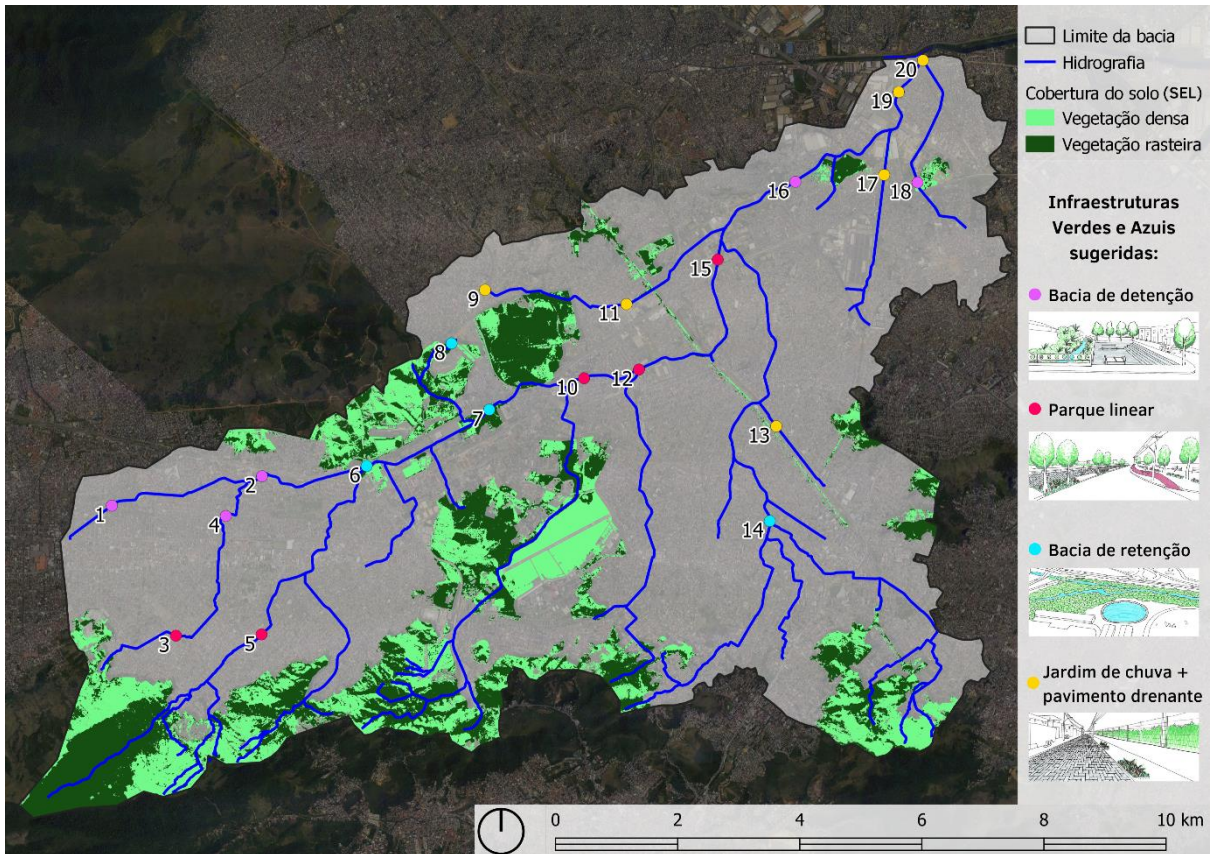 Limite da bacia
Hidrografia
Cobertura do solo (SEL)
Vegetação densa
Vegetação rasteira
Infraestruturas
Verdes e Azuis
sugeridas:
Bacia de detenção
Parque linear
Bacia de retenção
Jardim de chuva +
pavimento drenante
20
19
16
17
18
15
9
11
8
12
10
7
13
6
2
1
4
14
3
5
0
2
4
6
8
10 km